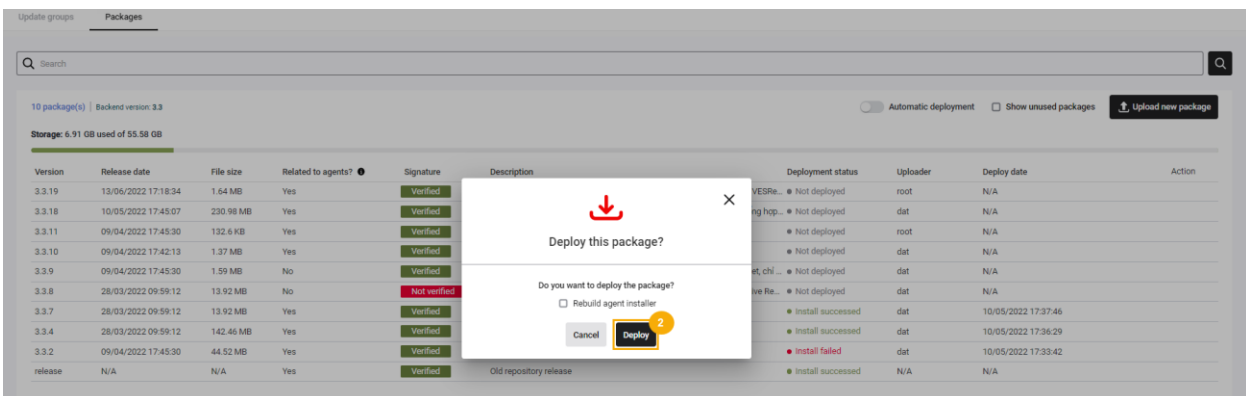 Update groups Packages
Search
10 package(s) Backend version: 3.3 Automatic deployment Show unused packages Upload new package
Storage: 6.91 GB used of 55.58 GB
Version Release date File size Related to agents? Signature Description Deployment status Uploader Deploy date Action
3.3.19 13/06/2022 17:18:34 1.64 MB Yes Verified VESRe... Not deployed root N/A
3.3.18 10/05/2022 17:45:07 230.98 MB Yes Verified ng hợp... Not deployed dat N/A
3.3.11 09/04/2022 17:45:30 132.6 KB Yes Verified Not deployed root N/A
3.3.10 09/04/2022 17:42:13 1.37 MB Yes Verified Not deployed dat N/A
3.3.9 09/04/2022 17:45:30 1.59 MB No Verified et, chỉ ... Not deployed dat N/A
3.3.8 28/03/2022 09:59:12 13.92 MB No Not verified ive Re... Not deployed dat N/A
3.3.7 28/03/2022 09:59:12 13.92 MB Yes Verified Install successed dat 10/05/2022 17:37:46
3.3.4 28/03/2022 09:59:12 142.46 MB Yes Verified Install successed dat 10/05/2022 17:36:29
3.3.2 09/04/2022 17:45:30 44.52 MB Yes Verified Install failed dat 10/05/2022 17:33:42
release N/A N/A Yes Verified Old repository release Install successed N/A N/A
Deploy this package?
Do you want to deploy the package?
Rebuild agent installer
Cancel Deploy 2